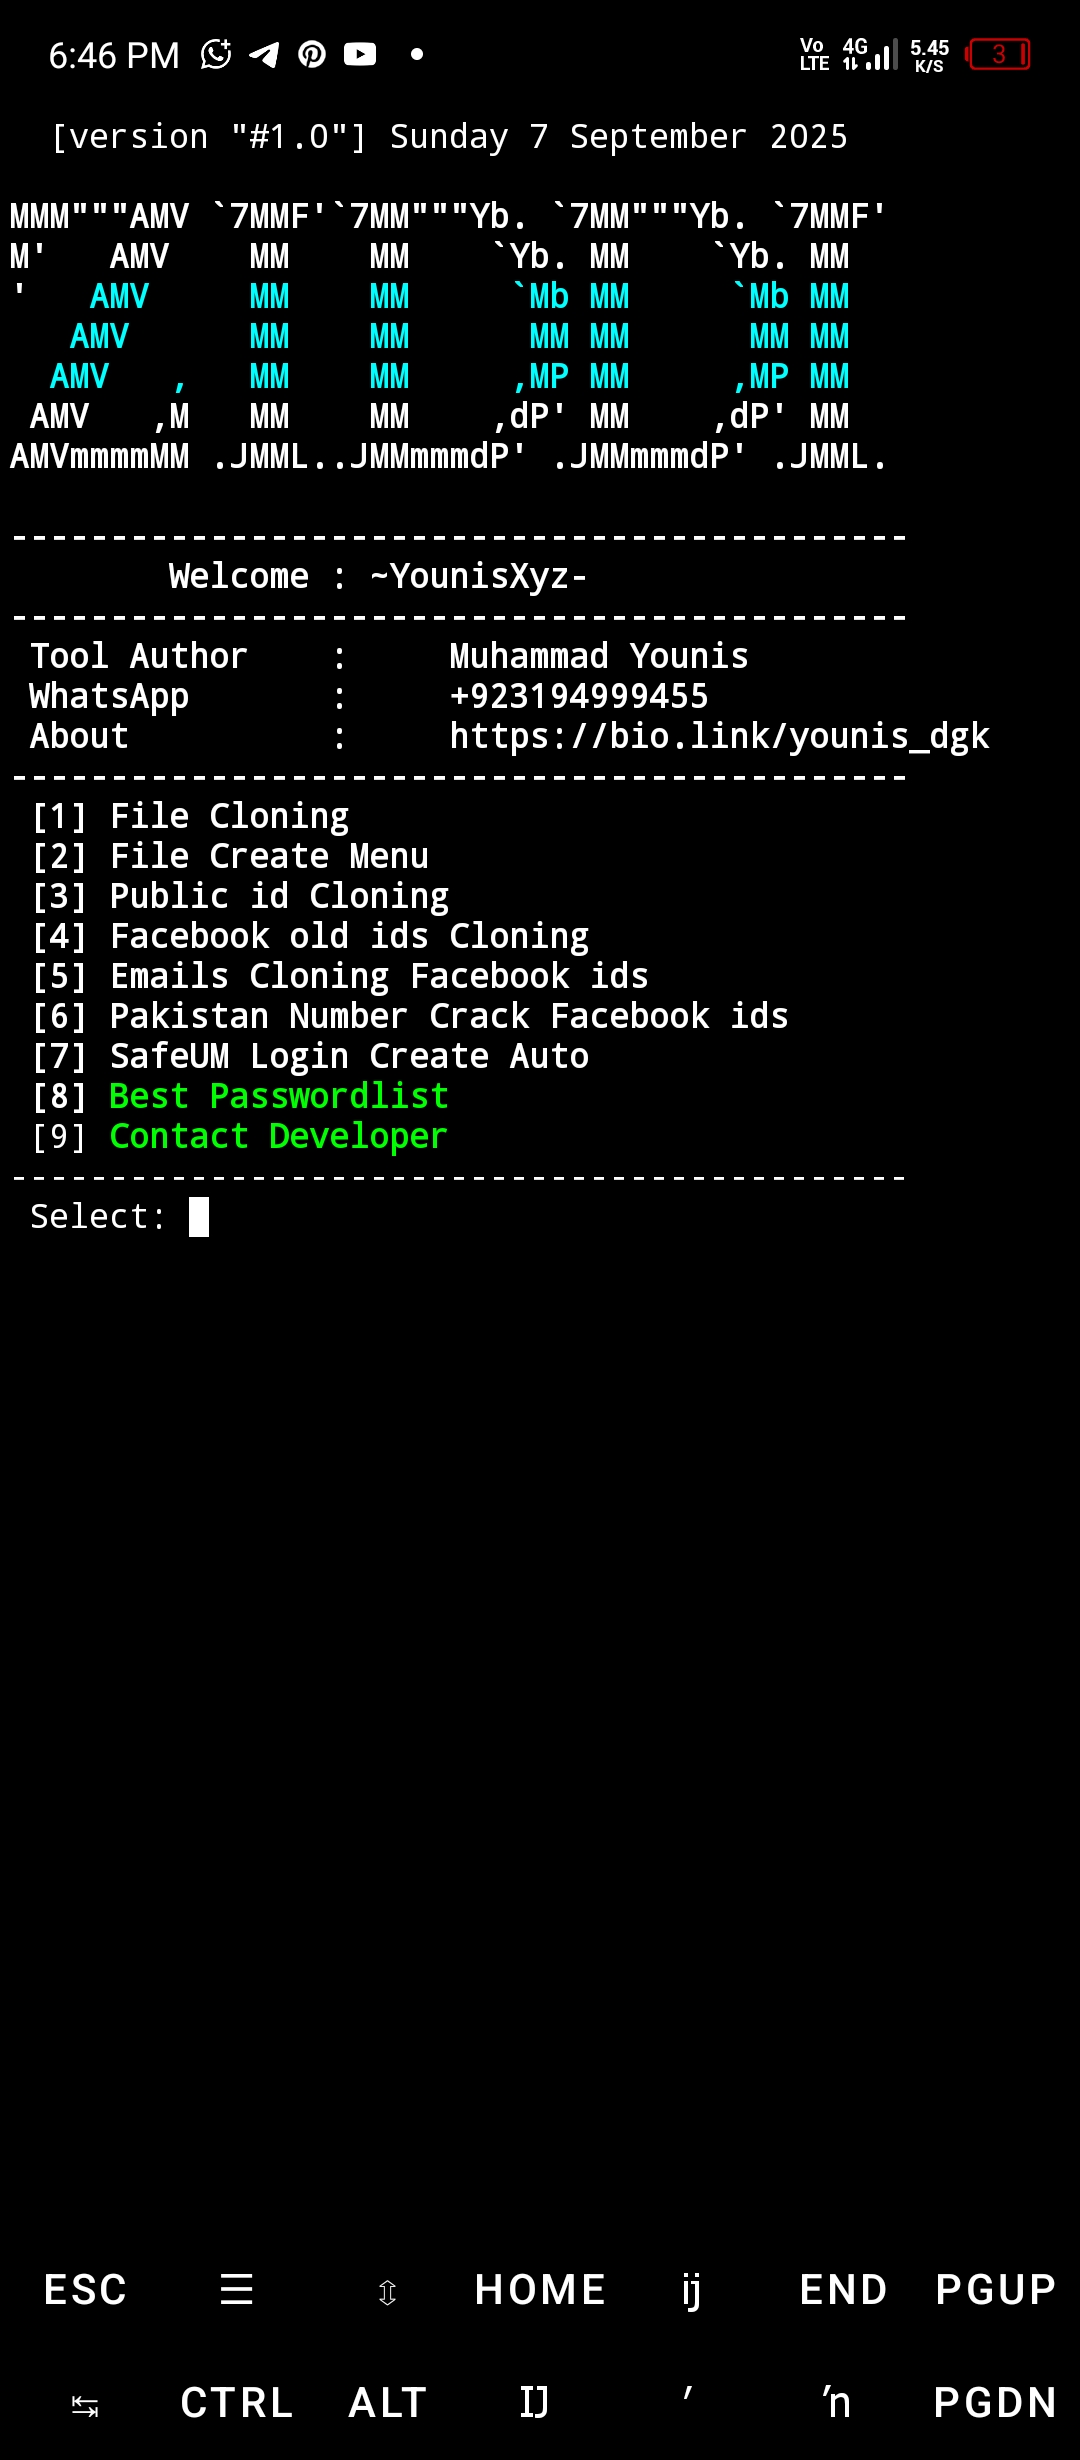 6:46 PM
Vo LTE 4G 5.45 K/S 3
[version "#1.0"] Sunday 7 September 2025
MMM"""AMV `7MMF'`7MM"""Yb. `7MM"""Yb. `7MMF'
M'   AMV    MM    MM    `Yb. MM    `Yb. MM
'   AMV     MM    MM     `Mb MM     `Mb MM
   AMV      MM    MM      MM MM      MM MM
  AMV   ,   MM    MM     ,MP MM     ,MP MM
 AMV   ,M   MM    MM    ,dP' MM    ,dP' MM
AMVmmmmMM .JMML..JMMmmmdP' .JMMmmmdP' .JMML.
---------------------------------------------
Welcome : ~YounisXyz-
---------------------------------------------
Tool Author    :     Muhammad Younis
WhatsApp       :     +923194999455
About          :     https://bio.link/younis_dgk
---------------------------------------------
[1] File Cloning
[2] File Create Menu
[3] Public id Cloning
[4] Facebook old ids Cloning
[5] Emails Cloning Facebook ids
[6] Pakistan Number Crack Facebook ids
[7] SafeUM Login Create Auto
[8] Best Passwordlist
[9] Contact Developer
---------------------------------------------
Select:
ESC ☰ ⇳ HOME ĳ END PGUP
↹ CTRL ALT Ĳ ′ ŉ PGDN